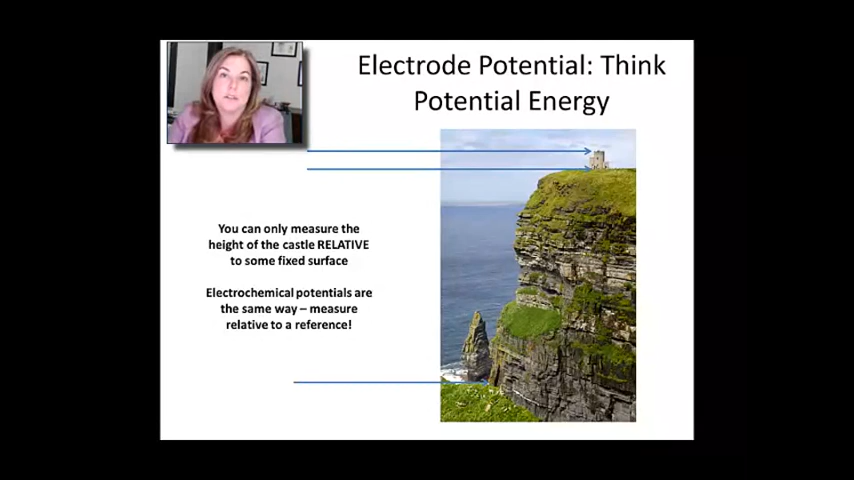 Electrode Potential: Think
Potential Energy
You can only measure the
height of the castle RELATIVE
to some fixed surface
Electrochemical potentials are
the same way – measure
relative to a reference!